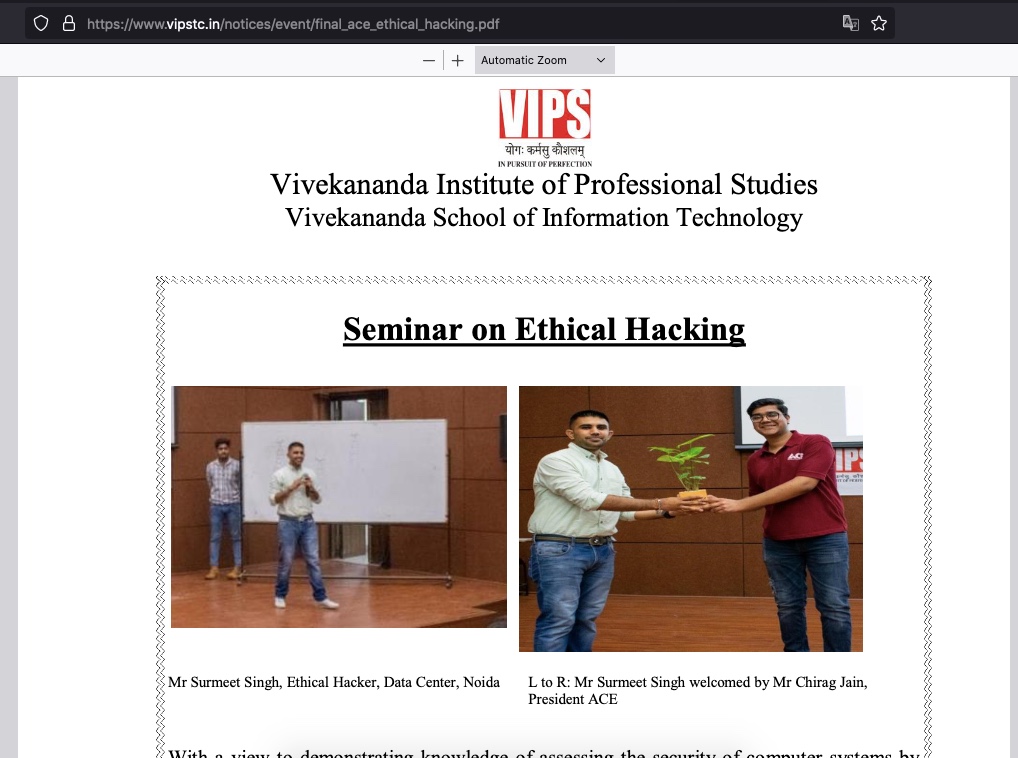 https://www.vipstc.in/notices/event/final_ace_ethical_hacking.pdf
Automatic Zoom
VIPS
योगः कर्मसु कौशलम्
IN PURSUIT OF PERFECTION
Vivekananda Institute of Professional Studies
Vivekananda School of Information Technology
Seminar on Ethical Hacking
Mr Surmeet Singh, Ethical Hacker, Data Center, Noida
L to R: Mr Surmeet Singh welcomed by Mr Chirag Jain,
President ACE
With a view to demonstrating knowledge of assessing the security of computer systems by